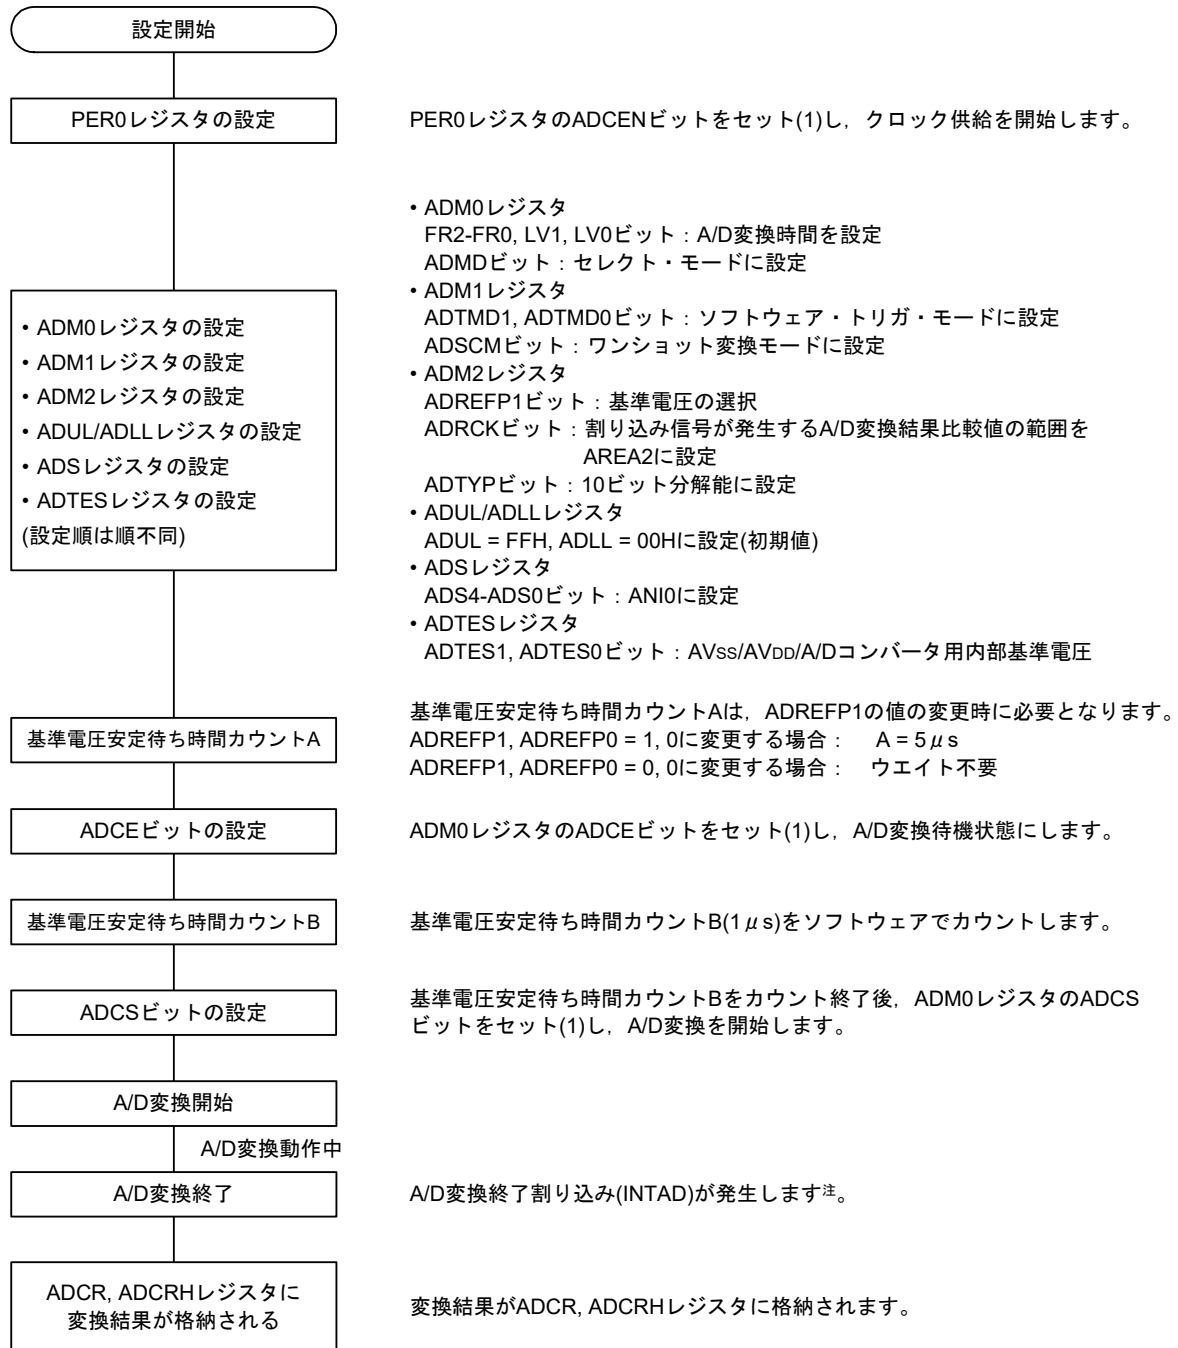 設定開始
PER0レジスタの設定
PER0レジスタのADCENビットをセット(1)し，クロック供給を開始します。
• ADM0レジスタの設定
• ADM1レジスタの設定
• ADM2レジスタの設定
• ADUL/ADLLレジスタの設定
• ADSレジスタの設定
• ADTESレジスタの設定
(設定順は順不同)
• ADM0レジスタ
FR2-FR0, LV1, LV0ビット：A/D変換時間を設定
ADMDビット：セレクト・モードに設定
• ADM1レジスタ
ADTMD1, ADTMD0ビット：ソフトウェア・トリガ・モードに設定
ADSCMビット：ワンショット変換モードに設定
• ADM2レジスタ
ADREFP1ビット：基準電圧の選択
ADRCKビット：割り込み信号が発生するA/D変換結果比較値の範囲を
AREA2に設定
ADTYPビット：10ビット分解能に設定
• ADUL/ADLLレジスタ
ADUL = FFH, ADLL = 00Hに設定(初期値)
• ADSレジスタ
ADS4-ADS0ビット：ANI0に設定
• ADTESレジスタ
ADTES1, ADTES0ビット：AVSS/AVDD/A/Dコンバータ用内部基準電圧
基準電圧安定待ち時間カウントA
基準電圧安定待ち時間カウントAは，ADREFP1の値の変更時に必要となります。
ADREFP1, ADREFP0 = 1, 0に変更する場合： A = 5μs
ADREFP1, ADREFP0 = 0, 0に変更する場合： ウエイト不要
ADCEビットの設定
ADM0レジスタのADCEビットをセット(1)し，A/D変換待機状態にします。
基準電圧安定待ち時間カウントB
基準電圧安定待ち時間カウントB(1μs)をソフトウェアでカウントします。
ADCSビットの設定
基準電圧安定待ち時間カウントBをカウント終了後，ADM0レジスタのADCS
ビットをセット(1)し，A/D変換を開始します。
A/D変換開始
A/D変換動作中
A/D変換終了
A/D変換終了割り込み(INTAD)が発生します注。
ADCR, ADCRHレジスタに
変換結果が格納される
変換結果がADCR, ADCRHレジスタに格納されます。